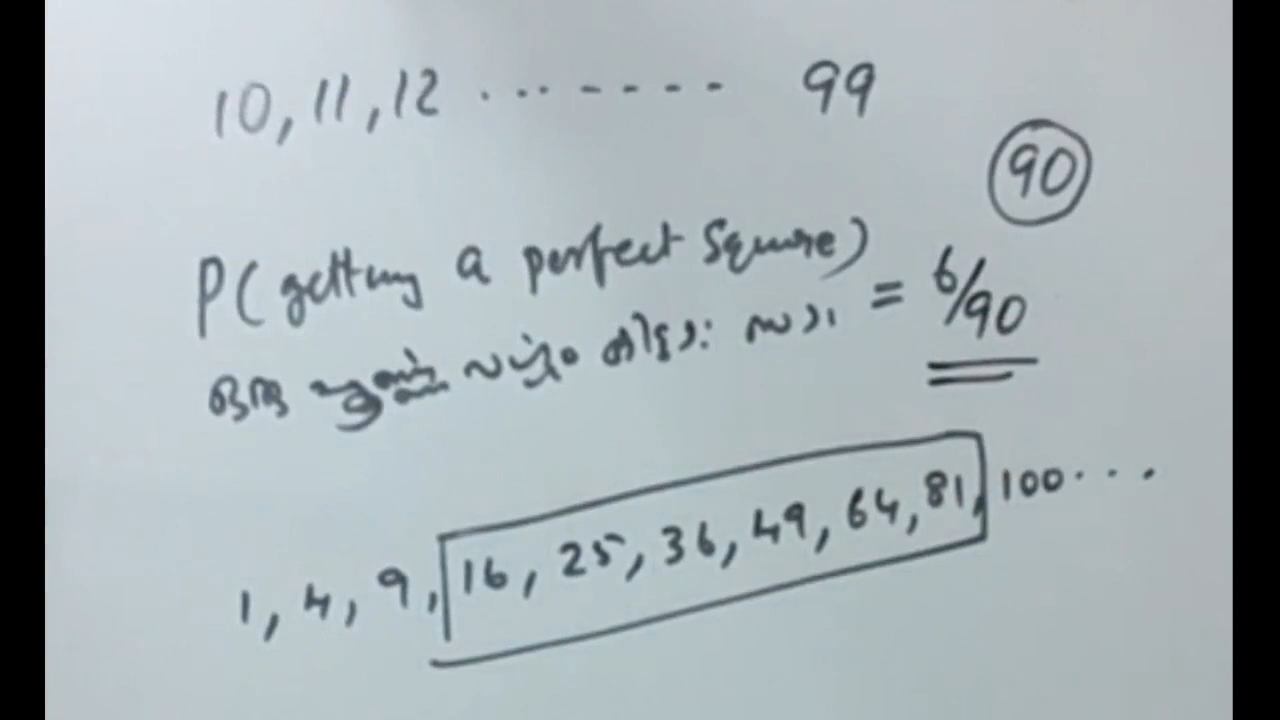 10, 11, 12 ........ 99
90
P(getting a perfect square) = 6/90
ഒരു
1, 4, 9, 16, 25, 36, 49, 64, 81, 100...